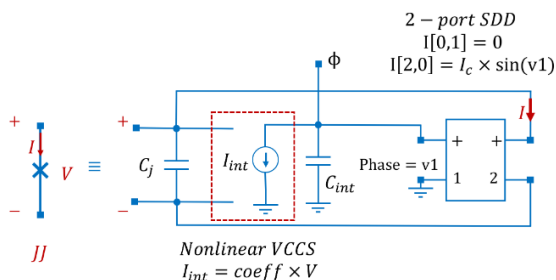 2 − port SDD
I[0,1] = 0
I[2,0] = I_c × sin(v1)
ϕ
I
+
+
I
V
≡
C_j
I_int
C_int
Phase = v1
+
+
1
2
−
−
JJ
Nonlinear VCCS
I_int = coeff × V